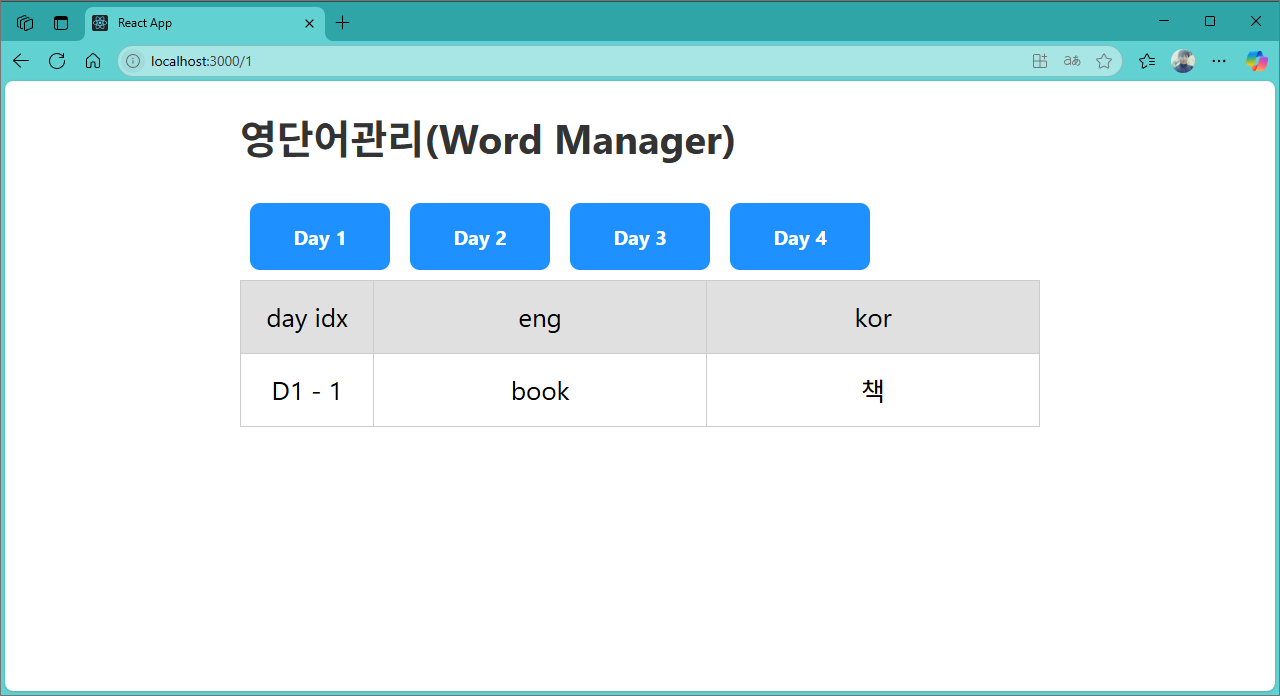 React App
localhost:3000/1
영단어관리(Word Manager)
Day 1 Day 2 Day 3 Day 4
day idx eng kor
D1 - 1 book 책